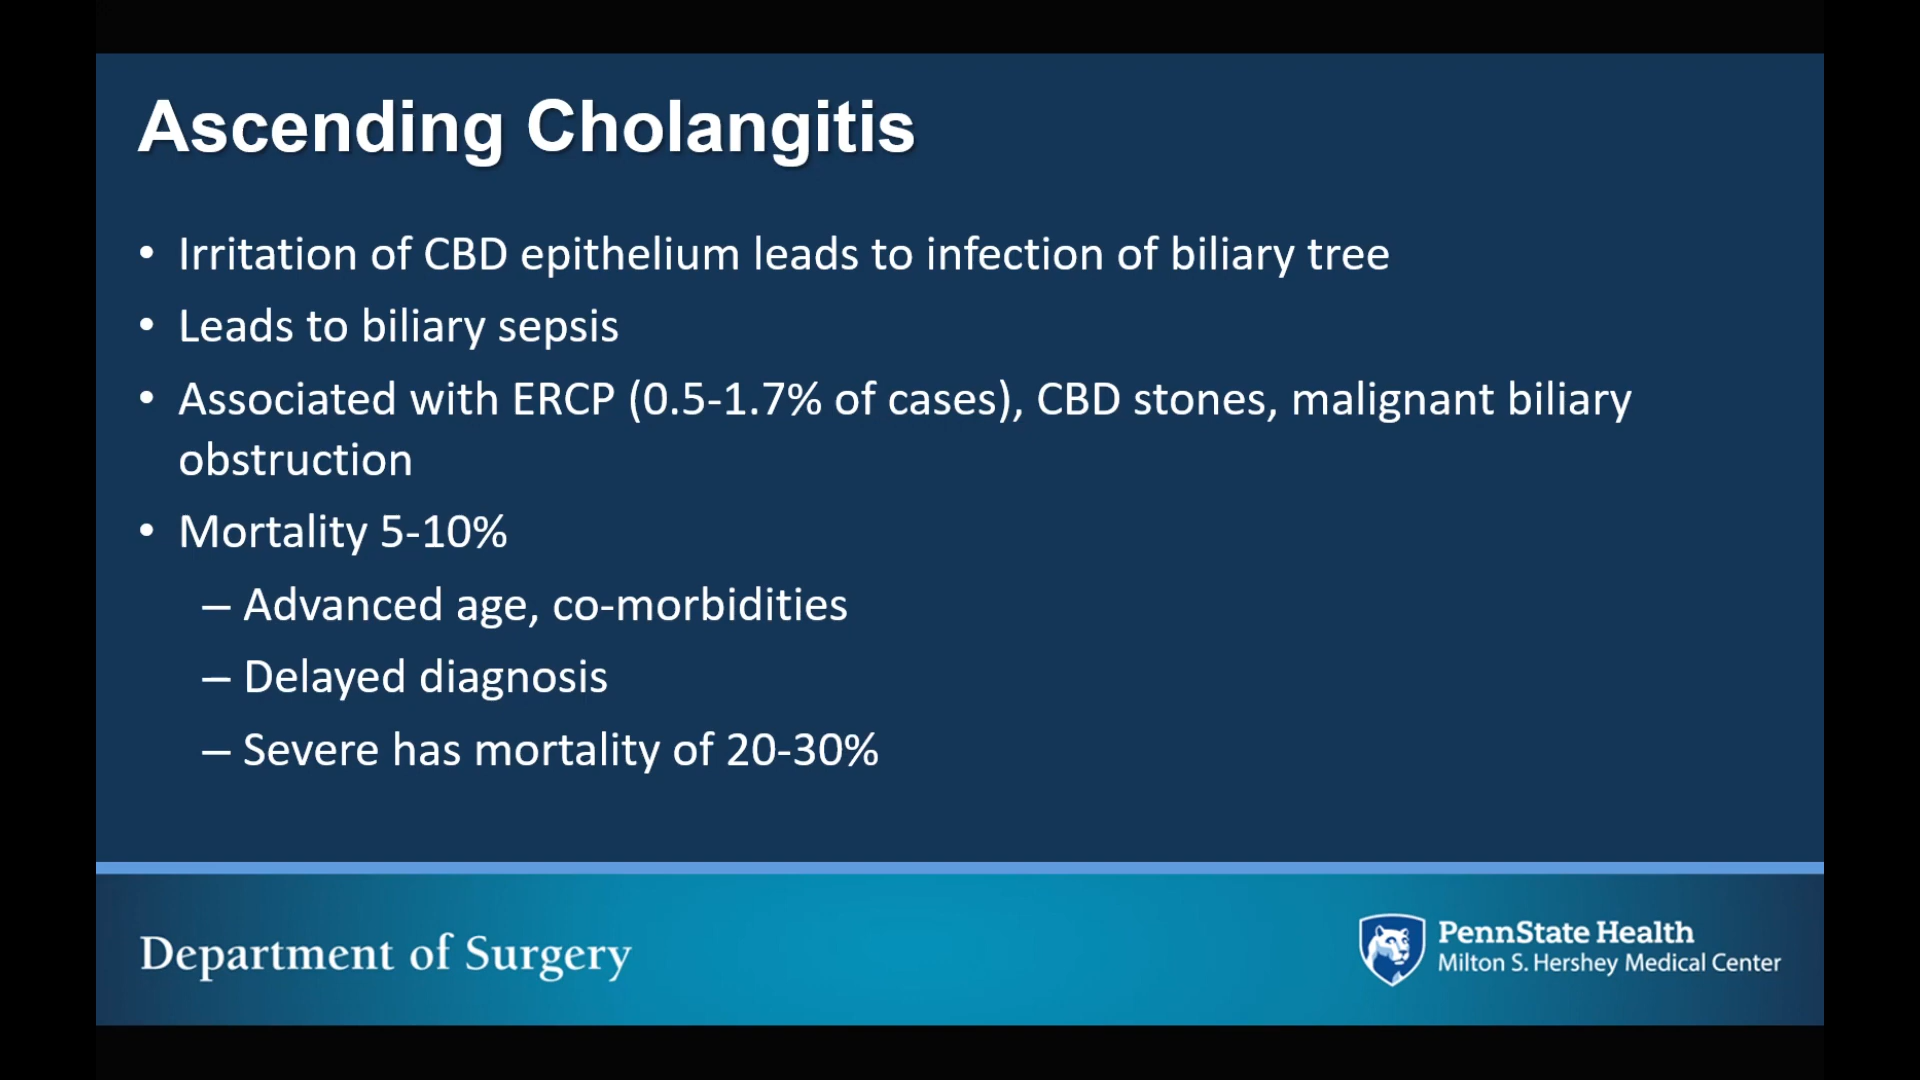 Ascending Cholangitis
• Irritation of CBD epithelium leads to infection of biliary tree
• Leads to biliary sepsis
• Associated with ERCP (0.5-1.7% of cases), CBD stones, malignant biliary
obstruction
• Mortality 5-10%
– Advanced age, co-morbidities
– Delayed diagnosis
– Severe has mortality of 20-30%
Department of Surgery
PennState Health
Milton S. Hershey Medical Center